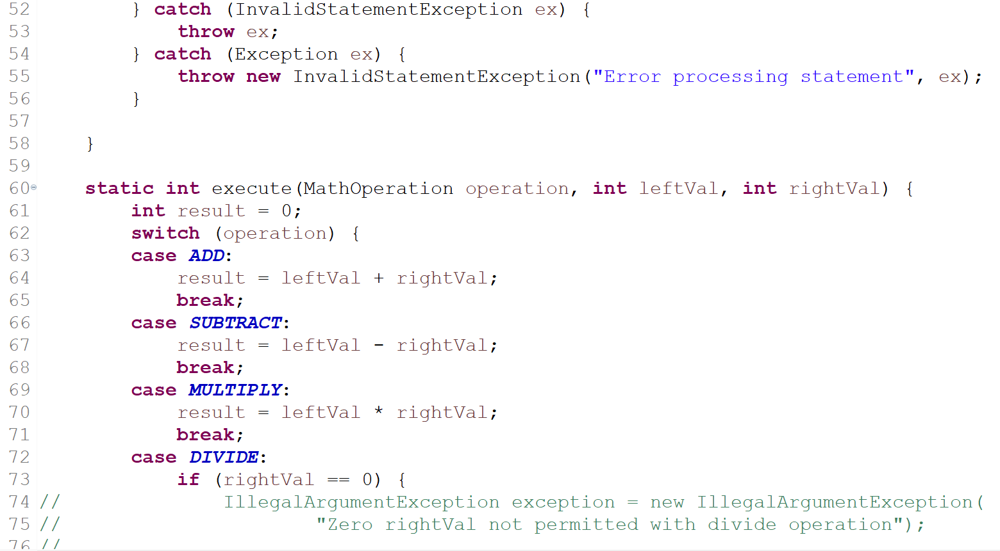 52         } catch (InvalidStatementException ex) {
53             throw ex;
54         } catch (Exception ex) {
55             throw new InvalidStatementException("Error processing statement", ex);
56         }
57
58     }
59
60     static int execute(MathOperation operation, int leftVal, int rightVal) {
61         int result = 0;
62         switch (operation) {
63         case ADD:
64             result = leftVal + rightVal;
65             break;
66         case SUBTRACT:
67             result = leftVal - rightVal;
68             break;
69         case MULTIPLY:
70             result = leftVal * rightVal;
71             break;
72         case DIVIDE:
73             if (rightVal == 0) {
74 //                IllegalArgumentException exception = new IllegalArgumentException(
75 //                        "Zero rightVal not permitted with divide operation");
76 //